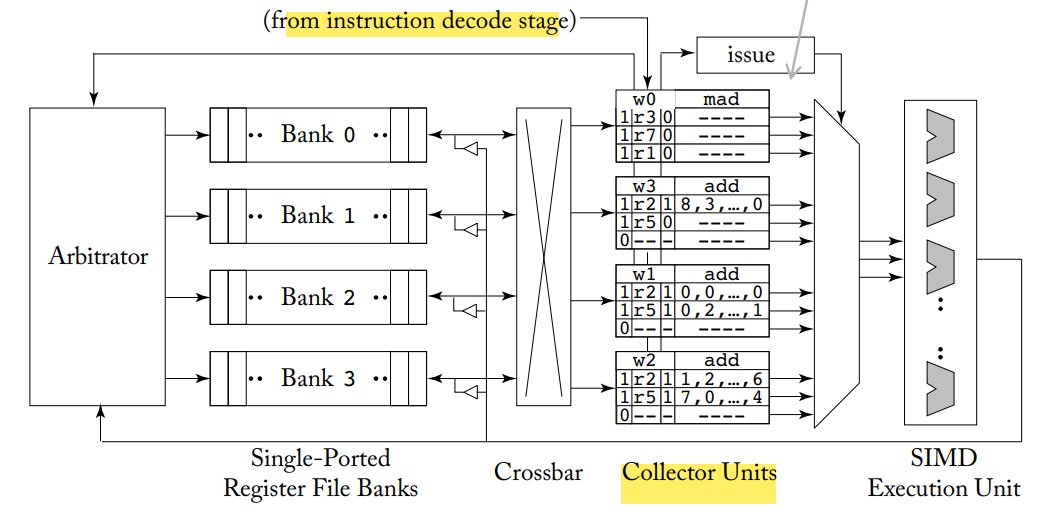 (from instruction decode stage)
issue
w0 mad
1 r3 0 ----
1 r7 0 ----
1 r1 0 ----
w3 add
1 r2 1 8,3,…,0
1 r5 0 ----
0 -- - ----
w1 add
1 r2 1 0,0,…,0
1 r5 1 0,2,…,1
0 -- - ----
w2 add
1 r2 1 1,2,…,6
1 r5 1 7,0,…,4
0 -- - ----
Arbitrator
Bank 0
Bank 1
Bank 2
Bank 3
Single-Ported
Register File Banks
Crossbar
Collector Units
SIMD
Execution Unit